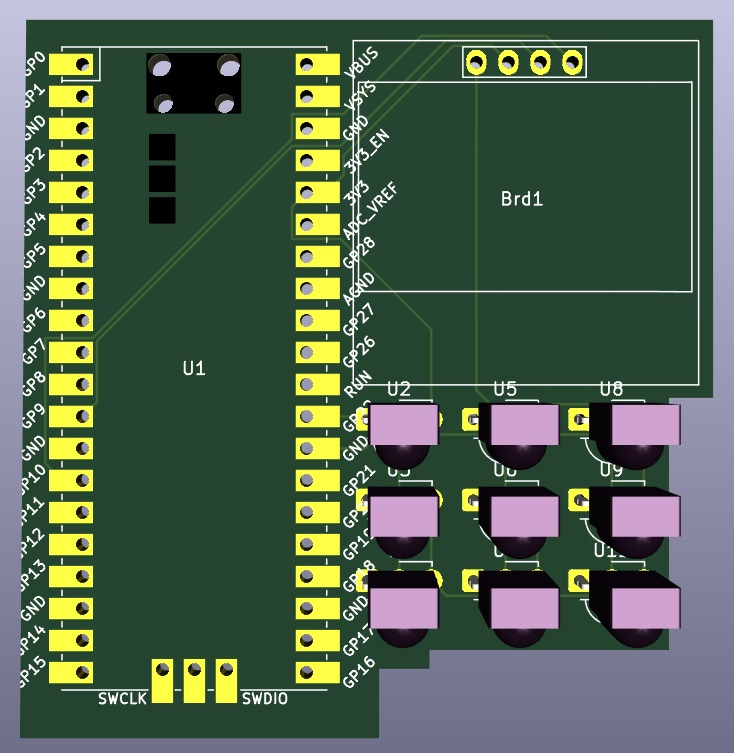 GP0
GP1
GND
GP2
GP3
GP4
GP5
GND
GP6
GP7
GP8
GP9
GND
GP10
GP11
GP12
GP13
GND
GP14
GP15
U1
SWCLK
SWDIO
VBUS
VSYS
GND
3V3_EN
3V3
ADC_VREF
GP28
AGND
GP27
GP26
RUN
GND
GP21
GP18
GND
GP17
GP16
Brd1
U2
U5
U8
U9